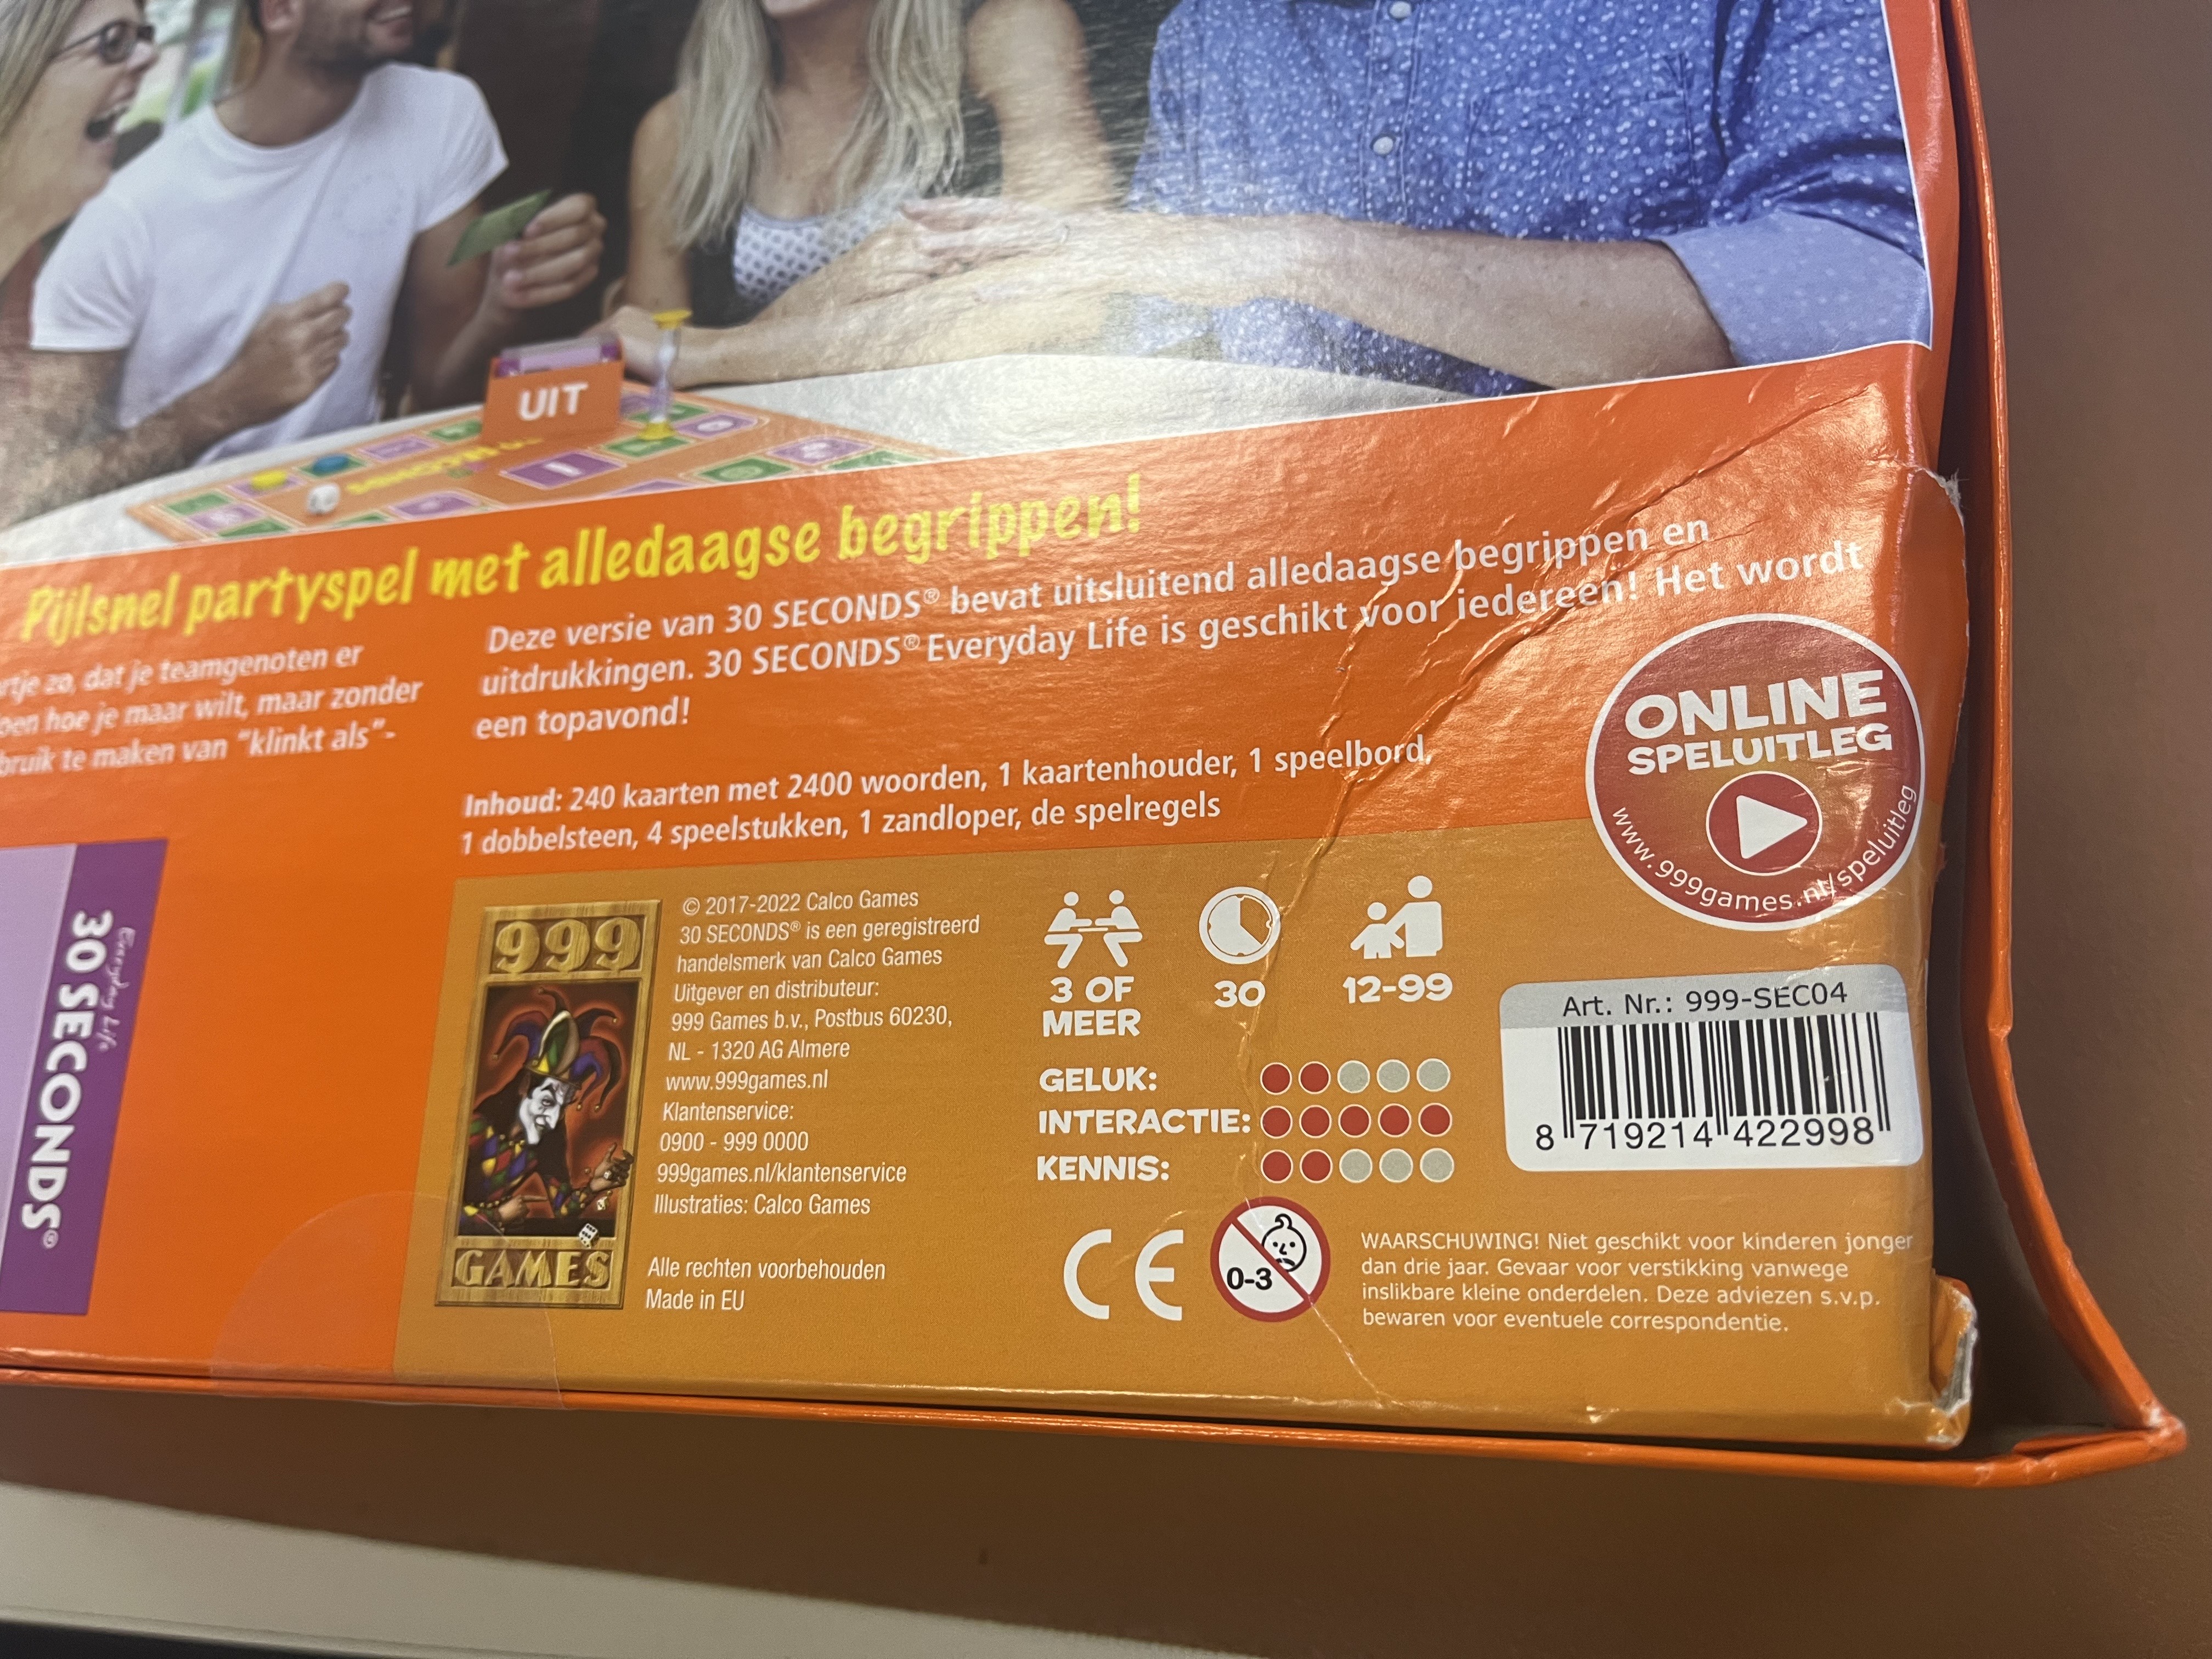 UIT
30 SECONDS
Pijlsnel partyspel met alledaagse begrippen!
rtje zo, dat je teamgenoten er
oen hoe je maar wilt, maar zonder
bruik te maken van "klinkt als"-
Deze versie van 30 SECONDS® bevat uitsluitend alledaagse begrippen en
uitdrukkingen. 30 SECONDS® Everyday Life is geschikt voor iedereen! Het wordt
een topavond!
Inhoud: 240 kaarten met 2400 woorden, 1 kaartenhouder, 1 speelbord,
1 dobbelsteen, 4 speelstukken, 1 zandloper, de spelregels
ONLINE
SPELUITLEG
www.999games.nl/speluitleg
Everyday Life
30 SECONDS®
999
GAMES
© 2017-2022 Calco Games
30 SECONDS® is een geregistreerd
handelsmerk van Calco Games
Uitgever en distributeur:
999 Games b.v., Postbus 60230,
NL - 1320 AG Almere
www.999games.nl
Klantenservice:
0900 - 999 0000
999games.nl/klantenservice
Illustraties: Calco Games
Alle rechten voorbehouden
Made in EU
3 OF
MEER
30
12-99
GELUK:
INTERACTIE:
KENNIS:
CE
0-3
Art. Nr.: 999-SEC04
8 719214 422998
WAARSCHUWING! Niet geschikt voor kinderen jonger
dan drie jaar. Gevaar voor verstikking vanwege
inslikbare kleine onderdelen. Deze adviezen s.v.p.
bewaren voor eventuele correspondentie.